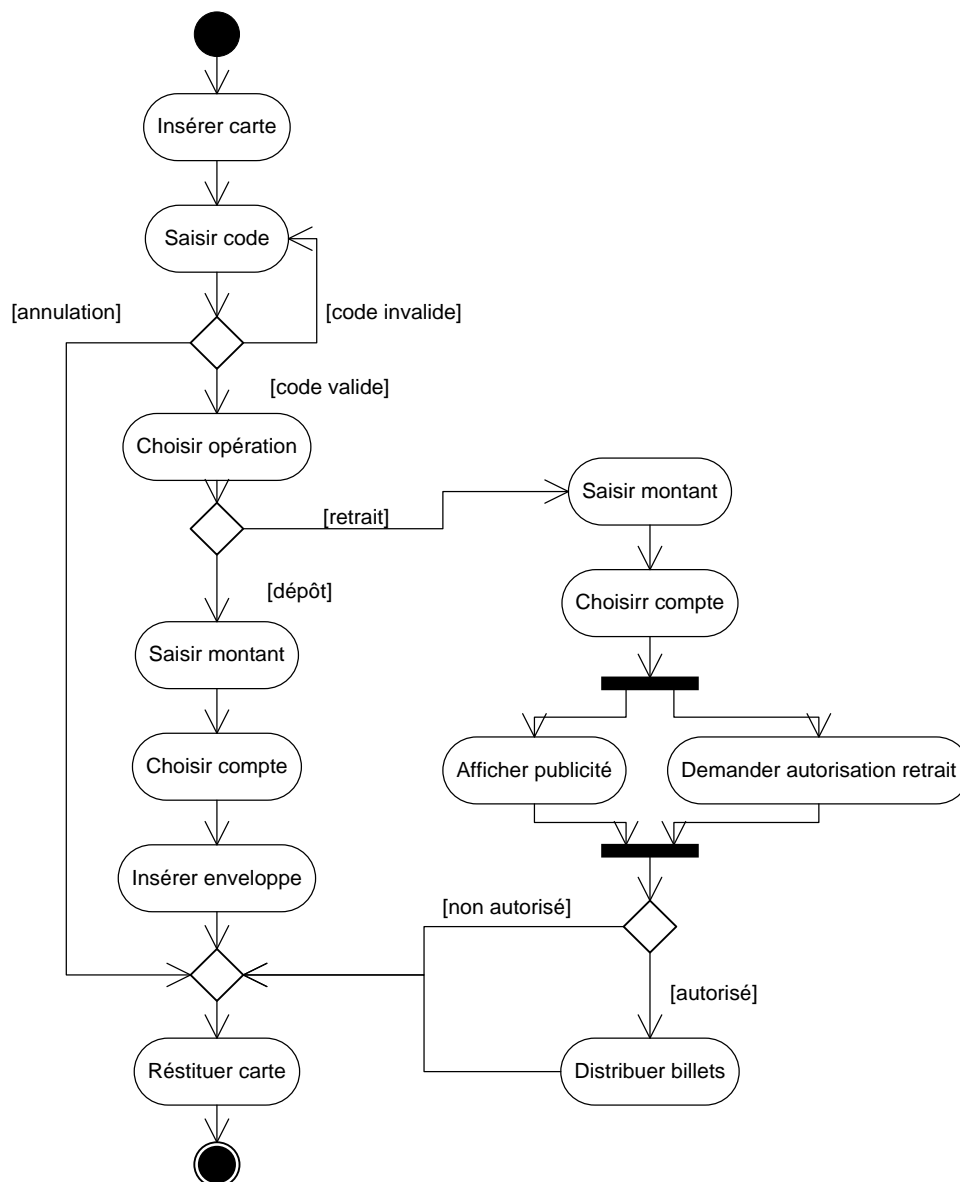 Insérer carte
Saisir code
[annulation]
[code invalide]
[code valide]
Choisir opération
Saisir montant
[retrait]
[dépôt]
Choisirr compte
Saisir montant
Choisir compte
Afficher publicité
Demander autorisation retrait
Insérer enveloppe
[non autorisé]
[autorisé]
Réstituer carte
Distribuer billets